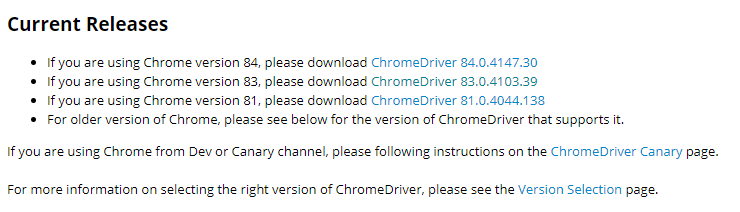 Current Releases
If you are using Chrome version 84, please download ChromeDriver 84.0.4147.30
If you are using Chrome version 83, please download ChromeDriver 83.0.4103.39
If you are using Chrome version 81, please download ChromeDriver 81.0.4044.138
For older version of Chrome, please see below for the version of ChromeDriver that supports it.
If you are using Chrome from Dev or Canary channel, please following instructions on the ChromeDriver Canary page.
For more information on selecting the right version of ChromeDriver, please see the Version Selection page.